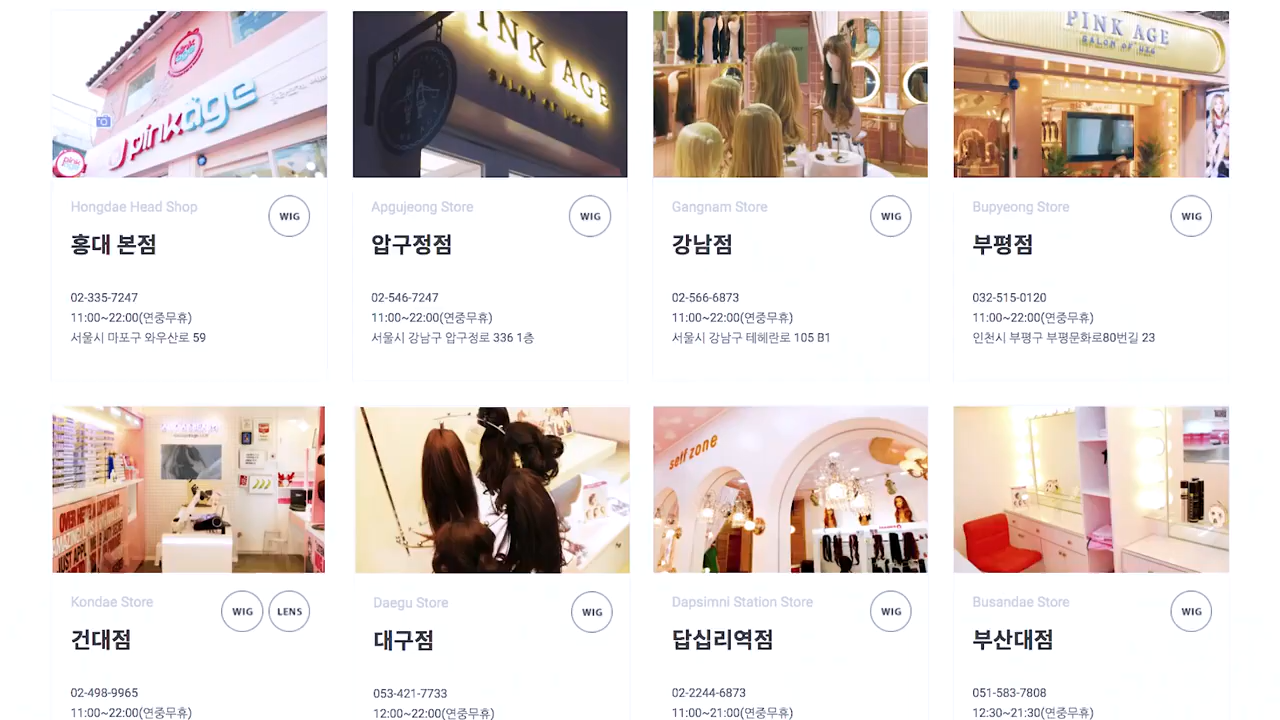 pinkage
INK AGE
SALON OF WIG
PINK AGE
SALON OF WIG
Hongdae Head Shop
WIG
홍대 본점
02-335-7247
11:00~22:00(연중무휴)
서울시 마포구 와우산로 59
Apgujeong Store
WIG
압구정점
02-546-7247
11:00~22:00(연중무휴)
서울시 강남구 압구정로 336 1층
Gangnam Store
WIG
강남점
02-566-6873
11:00~22:00(연중무휴)
서울시 강남구 테헤란로 105 B1
Bupyeong Store
WIG
부평점
032-515-0120
11:00~22:00(연중무휴)
인천시 부평구 부평문화로80번길 23
self zone
Kondae Store
WIG
LENS
건대점
02-498-9965
11:00~22:00(연중무휴)
Daegu Store
WIG
대구점
053-421-7733
12:00~22:00(연중무휴)
Dapsimni Station Store
WIG
답십리역점
02-2244-6873
11:00~21:00(연중무휴)
Busandae Store
WIG
부산대점
051-583-7808
12:30~21:30(연중무휴)